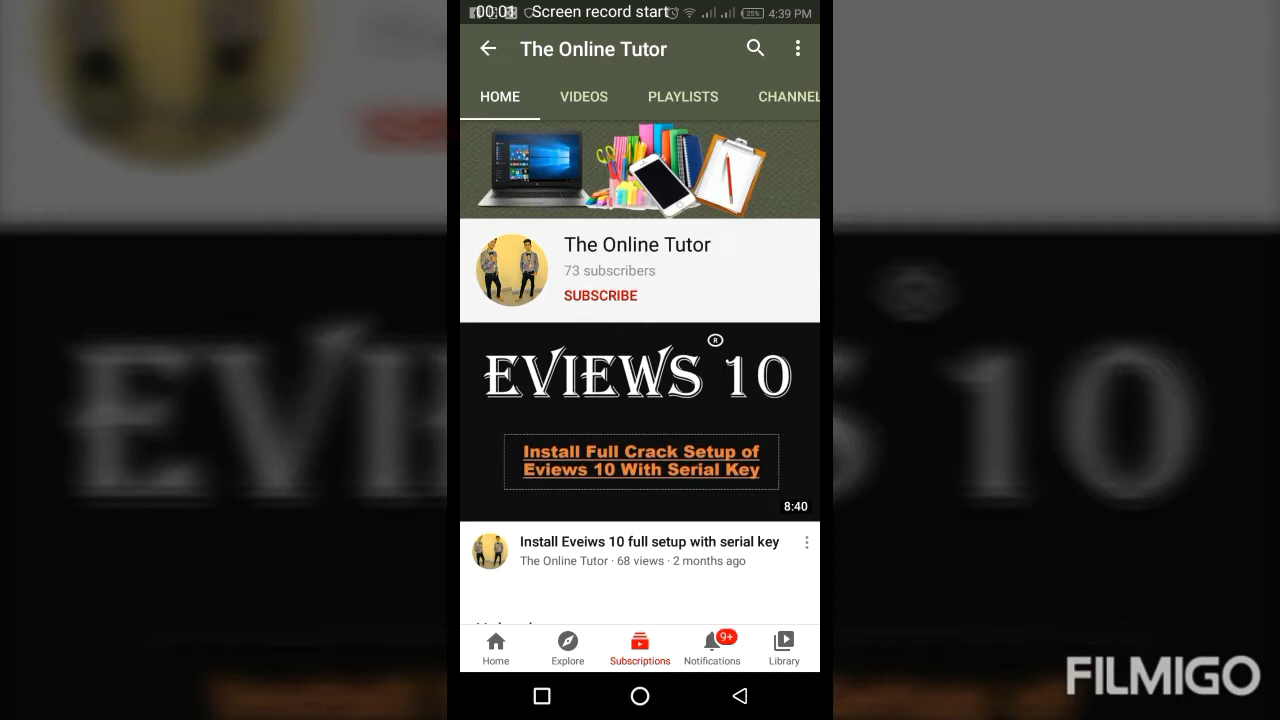 00:01 Screen record start
25% 4:39 PM
The Online Tutor
HOME VIDEOS PLAYLISTS CHANNEL
The Online Tutor
73 subscribers
SUBSCRIBE
EVIEWS ® 10
Install Full Crack Setup of
Eviews 10 With Serial Key
8:40
Install Eveiws 10 full setup with serial key
The Online Tutor · 68 views · 2 months ago
9+
Home Explore Subscriptions Notifications Library
FILMIGO